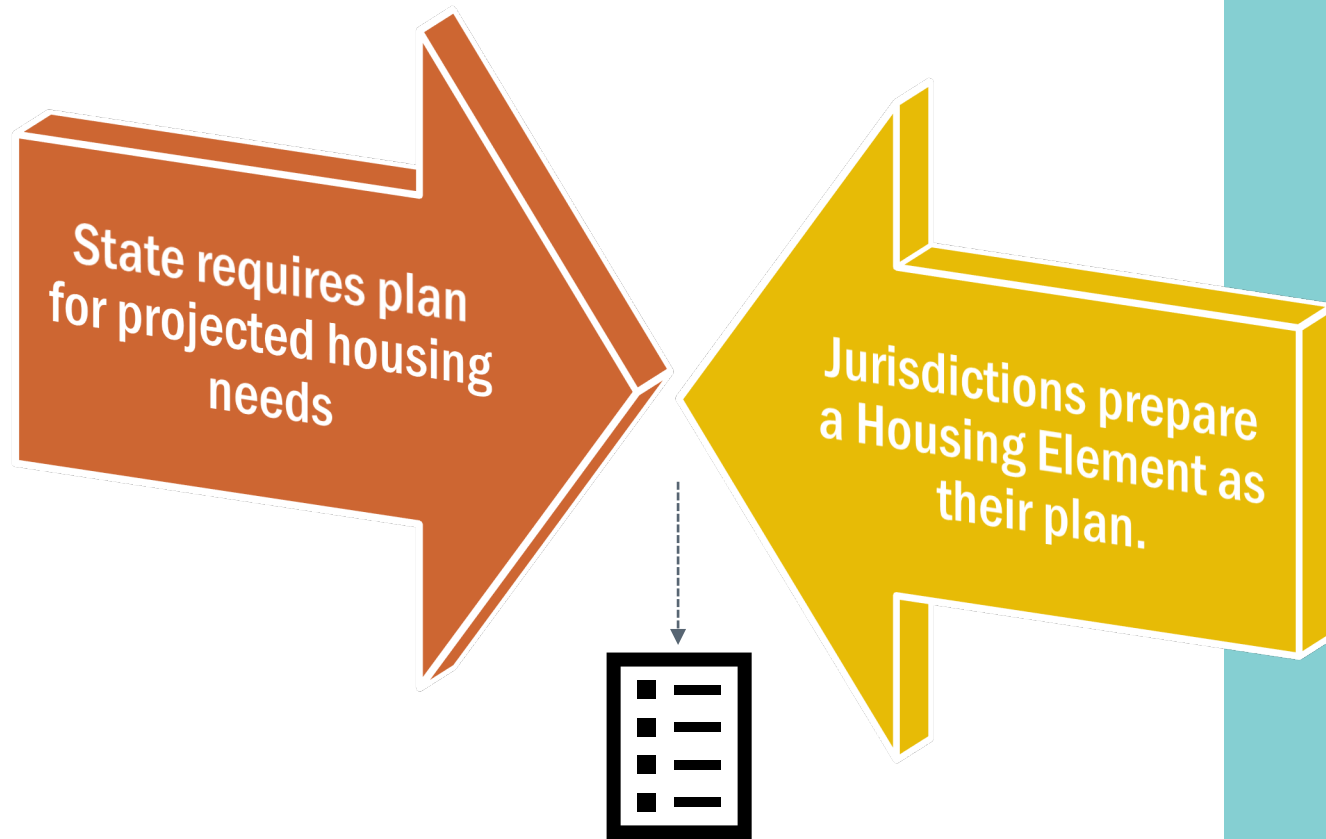 State requires plan
for projected housing
needs
Jurisdictions prepare
a Housing Element as
their plan.